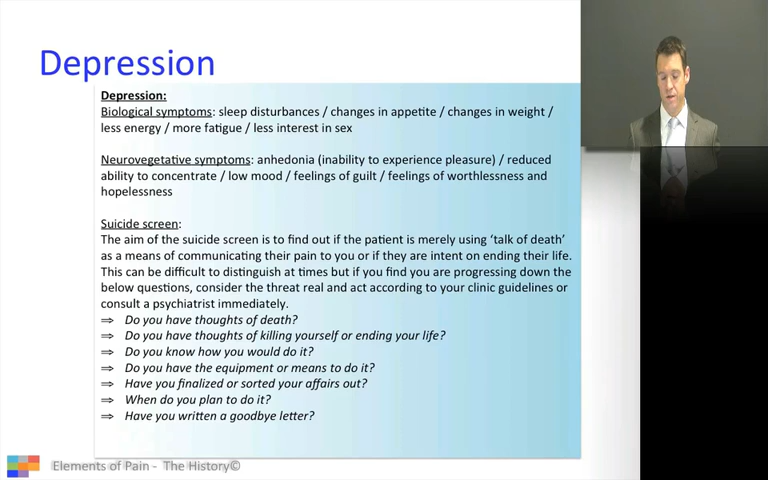 Depression
Depression:
Biological symptoms: sleep disturbances / changes in appetite / changes in weight /
less energy / more fatigue / less interest in sex
Neurovegetative symptoms: anhedonia (inability to experience pleasure) / reduced
ability to concentrate / low mood / feelings of guilt / feelings of worthlessness and
hopelessness
Suicide screen:
The aim of the suicide screen is to find out if the patient is merely using ‘talk of death’
as a means of communicating their pain to you or if they are intent on ending their life.
This can be difficult to distinguish at times but if you find you are progressing down the
below questions, consider the threat real and act according to your clinic guidelines or
consult a psychiatrist immediately.
⇒ Do you have thoughts of death?
⇒ Do you have thoughts of killing yourself or ending your life?
⇒ Do you know how you would do it?
⇒ Do you have the equipment or means to do it?
⇒ Have you finalized or sorted your affairs out?
⇒ When do you plan to do it?
⇒ Have you written a goodbye letter?
Elements of Pain - The History©